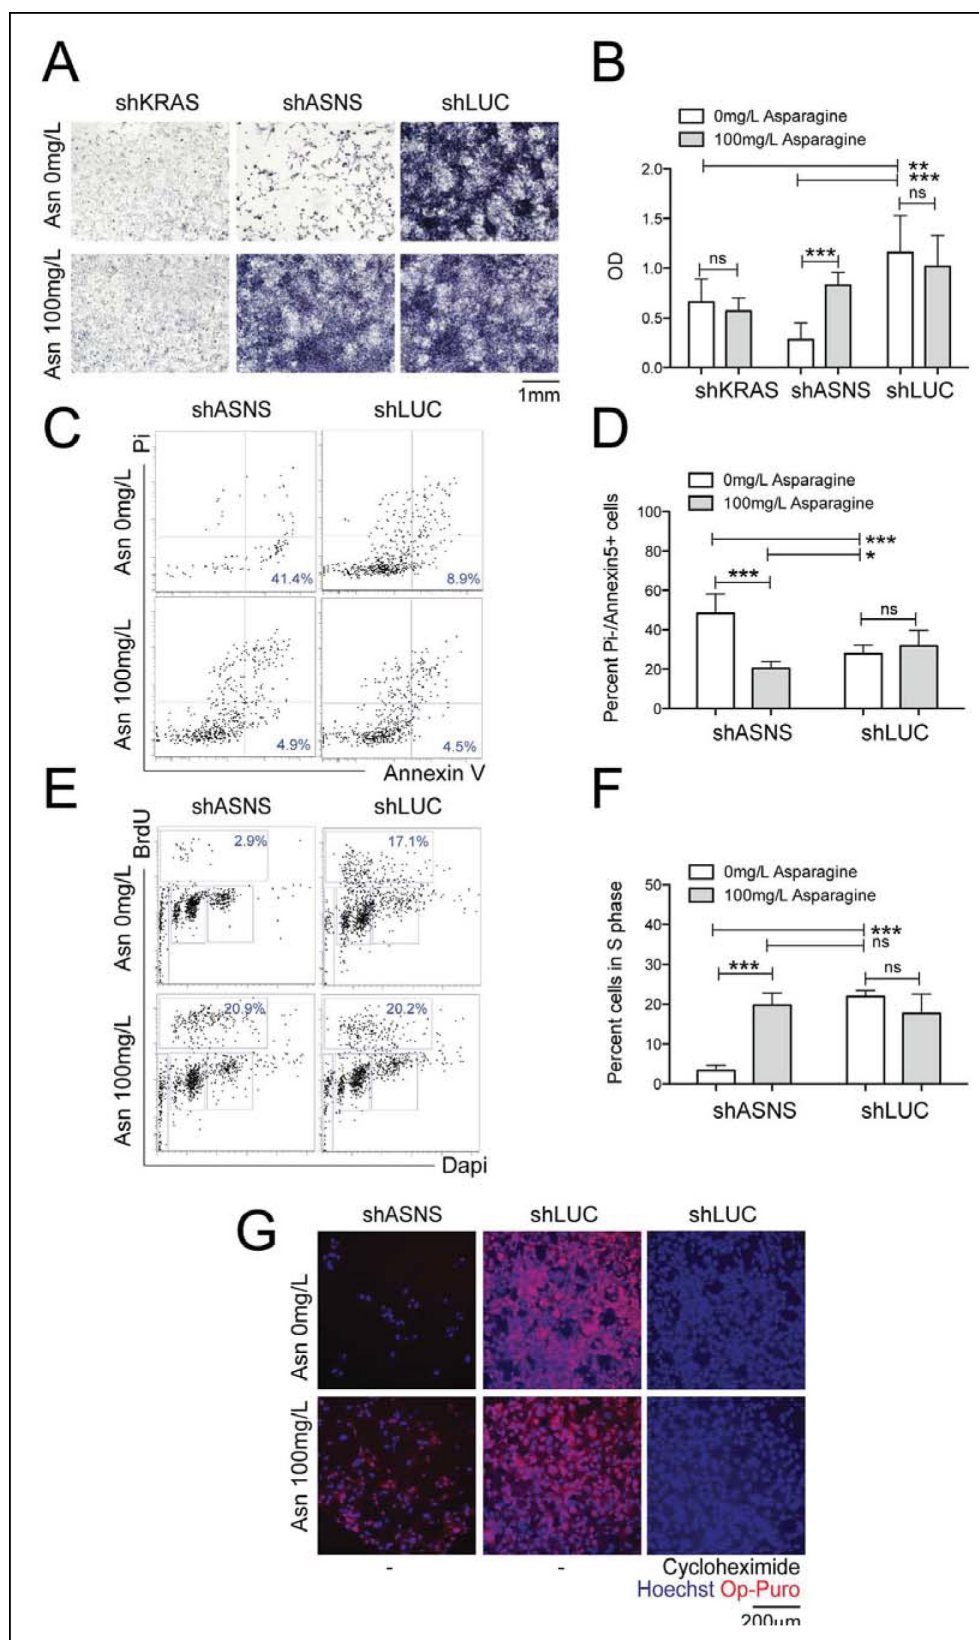 A
shKRAS shASNS shLUC
Asn 0mg/L
Asn 100mg/L
1mm
B
0mg/L Asparagine
100mg/L Asparagine
OD
2.0
1.5
1.0
0.5
0.0
ns
***
**
***
ns
shKRAS shASNS shLUC
C
shASNS shLUC
Pi
Asn 0mg/L
41.4% 8.9%
Asn 100mg/L
4.9% 4.5%
Annexin V
D
0mg/L Asparagine
100mg/L Asparagine
Percent Pi-/Annexin5+ cells
100
80
60
40
20
0
***
*
***
ns
shASNS shLUC
E
shASNS shLUC
BrdU
Asn 0mg/L
2.9% 17.1%
Asn 100mg/L
20.9% 20.2%
Dapi
F
0mg/L Asparagine
100mg/L Asparagine
Percent cells in S phase
50
40
30
20
10
0
***
ns
***
ns
shASNS shLUC
G
shASNS shLUC shLUC
Asn 0mg/L
Asn 100mg/L
- - Cycloheximide
Hoechst Op-Puro
200µm